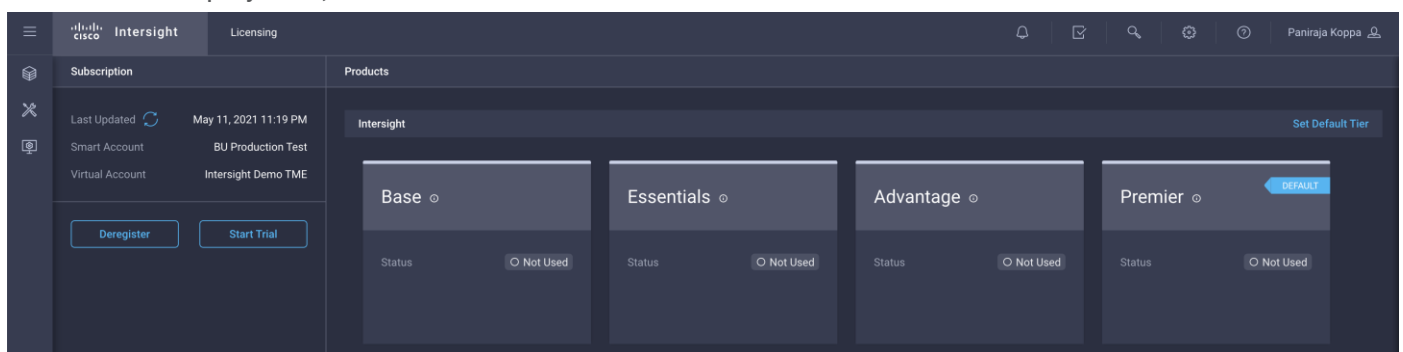 cisco Intersight Licensing Paniraja Koppa
Subscription
Products
Last Updated May 11, 2021 11:19 PM
Smart Account BU Production Test
Virtual Account Intersight Demo TME
Deregister Start Trial
Intersight Set Default Tier
Base Essentials Advantage Premier DEFAULT
Status Not Used Status Not Used Status Not Used Status Not Used